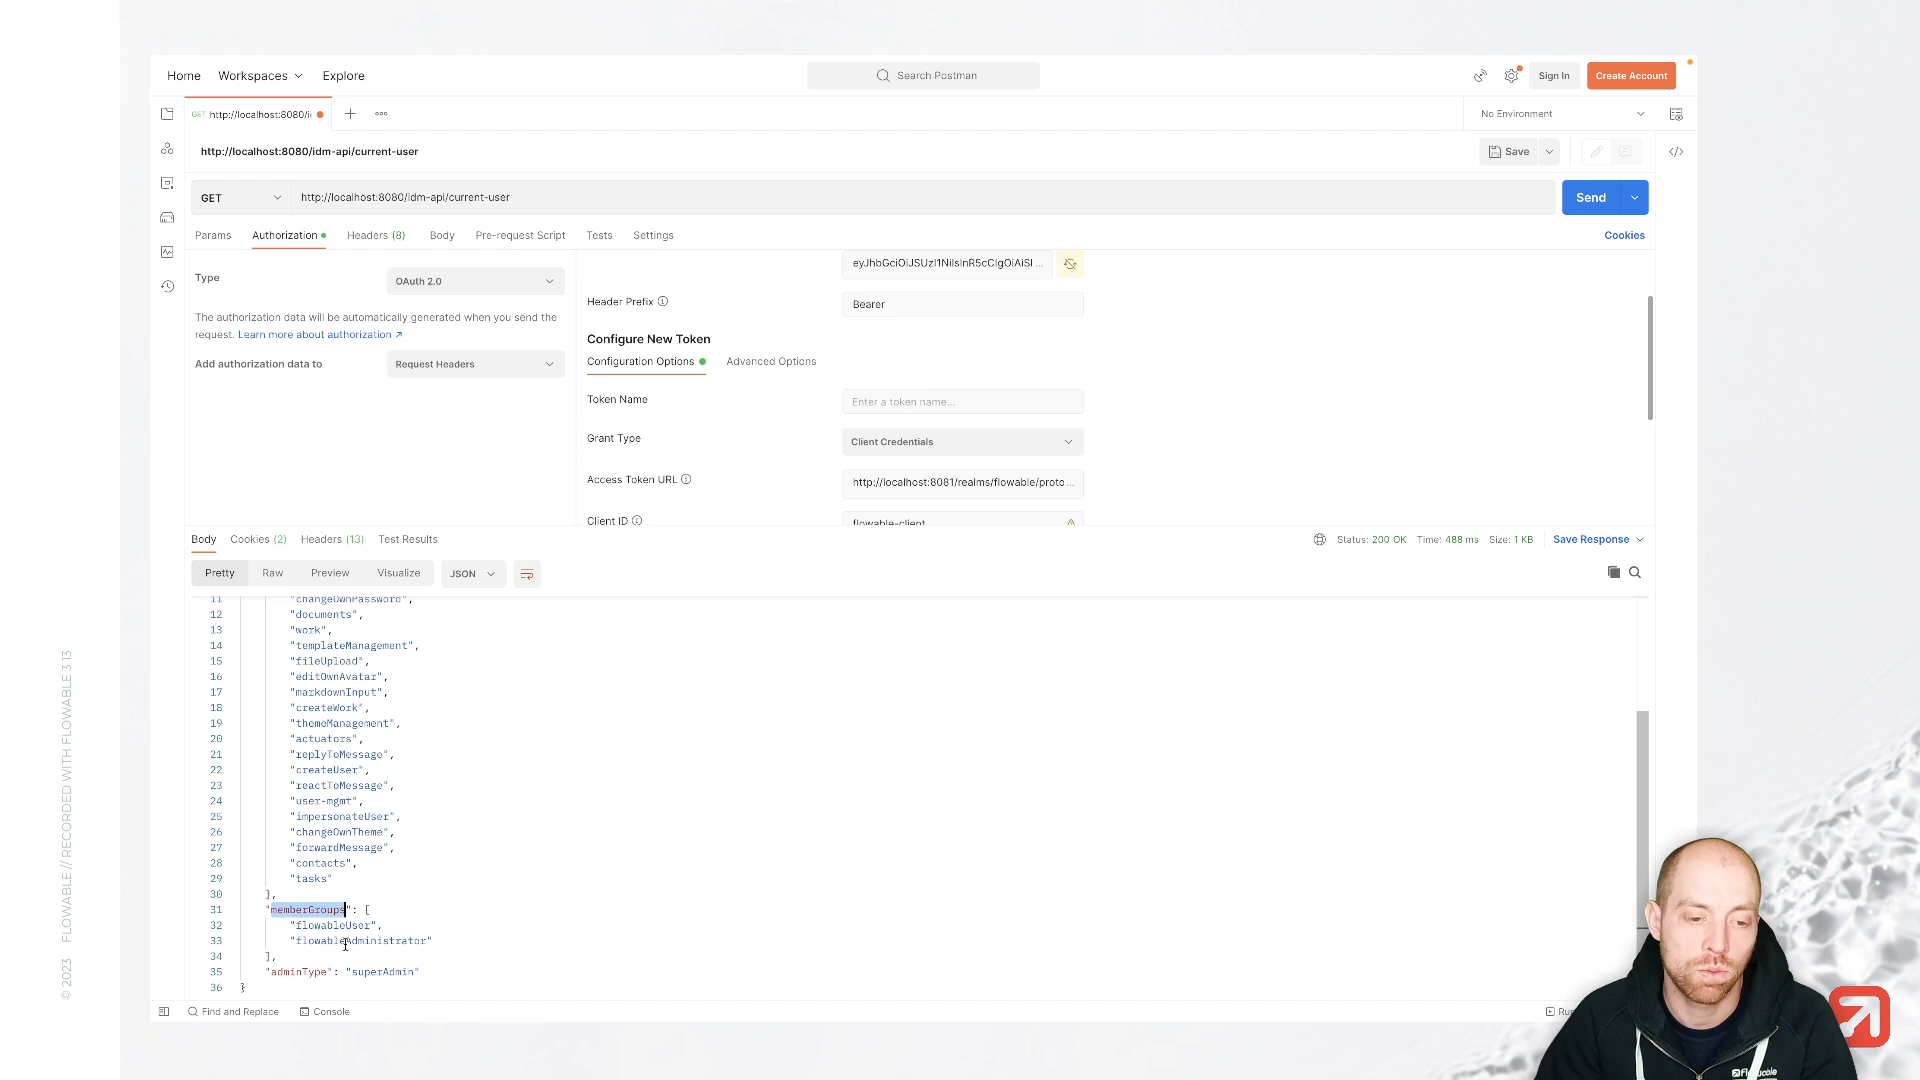 Home Workspaces Explore
Search Postman
Sign In
Create Account
GET http://localhost:8080/i
No Environment
http://localhost:8080/idm-api/current-user
Save
GET http://localhost:8080/idm-api/current-user
Send
Params Authorization Headers (8) Body Pre-request Script Tests Settings
Cookies
Type
OAuth 2.0
The authorization data will be automatically generated when you send the
request. Learn more about authorization ↗
Add authorization data to
Request Headers
Header Prefix
Bearer
Configure New Token
Configuration Options Advanced Options
Token Name
Enter a token name...
Grant Type
Client Credentials
Access Token URL
http://localhost:8081/realms/flowable/proto...
Client ID
flowable-client
Body Cookies (2) Headers (13) Test Results
Status: 200 OK Time: 488 ms Size: 1 KB
Save Response
Pretty Raw Preview Visualize JSON
11 "changeOwnPassword",
12 "documents",
13 "work",
14 "templateManagement",
15 "fileUpload",
16 "editOwnAvatar",
17 "markdownInput",
18 "createWork",
19 "themeManagement",
20 "actuators",
21 "replyToMessage",
22 "createUser",
23 "reactToMessage",
24 "user-mgmt",
25 "impersonateUser",
26 "changeOwnTheme",
27 "forwardMessage",
28 "contacts",
29 "tasks"
30 ],
31 "memberGroups": [
32 "flowableUser",
33 "flowableAdministrator"
34 ],
35 "adminType": "superAdmin"
36 }
Find and Replace Console
© 2023 FLOWABLE // RECORDED WITH FLOWABLE 3.13